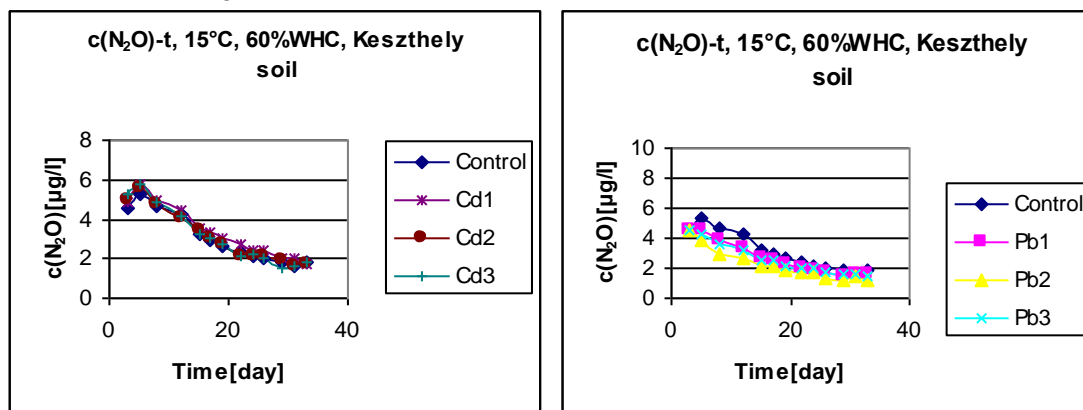 c(N₂O)-t, 15°C, 60%WHC, Keszthely
soil
c(N₂O)[µg/l]
8
6
4
2
0
0
20
40
Time[day]
Control
Cd1
Cd2
Cd3
c(N₂O)-t, 15°C, 60%WHC, Keszthely
soil
c(N₂O)[µg/l]
10
8
6
4
2
0
0
20
40
Time[day]
Control
Pb1
Pb2
Pb3